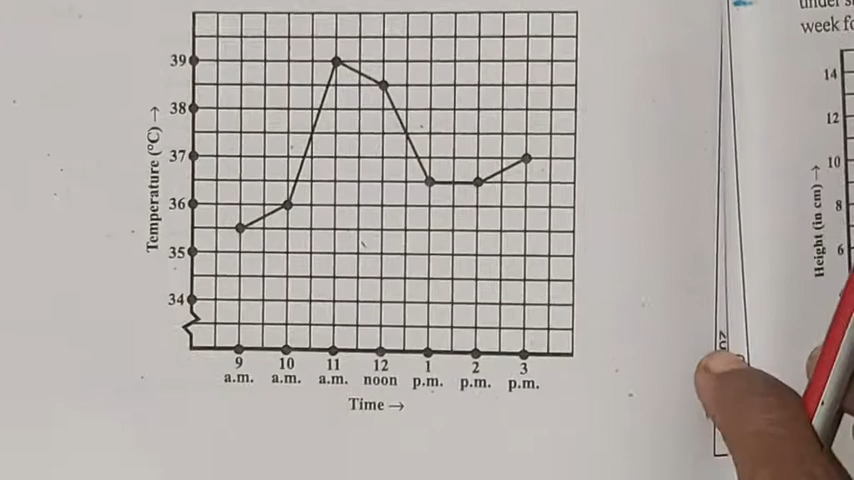 39
38
37
36
35
34
Temperature (°C) →
9 10 11 12 1 2 3
a.m. a.m. a.m. noon p.m. p.m. p.m.
Time →
week
14
12
10
8
6
Height (in cm) →